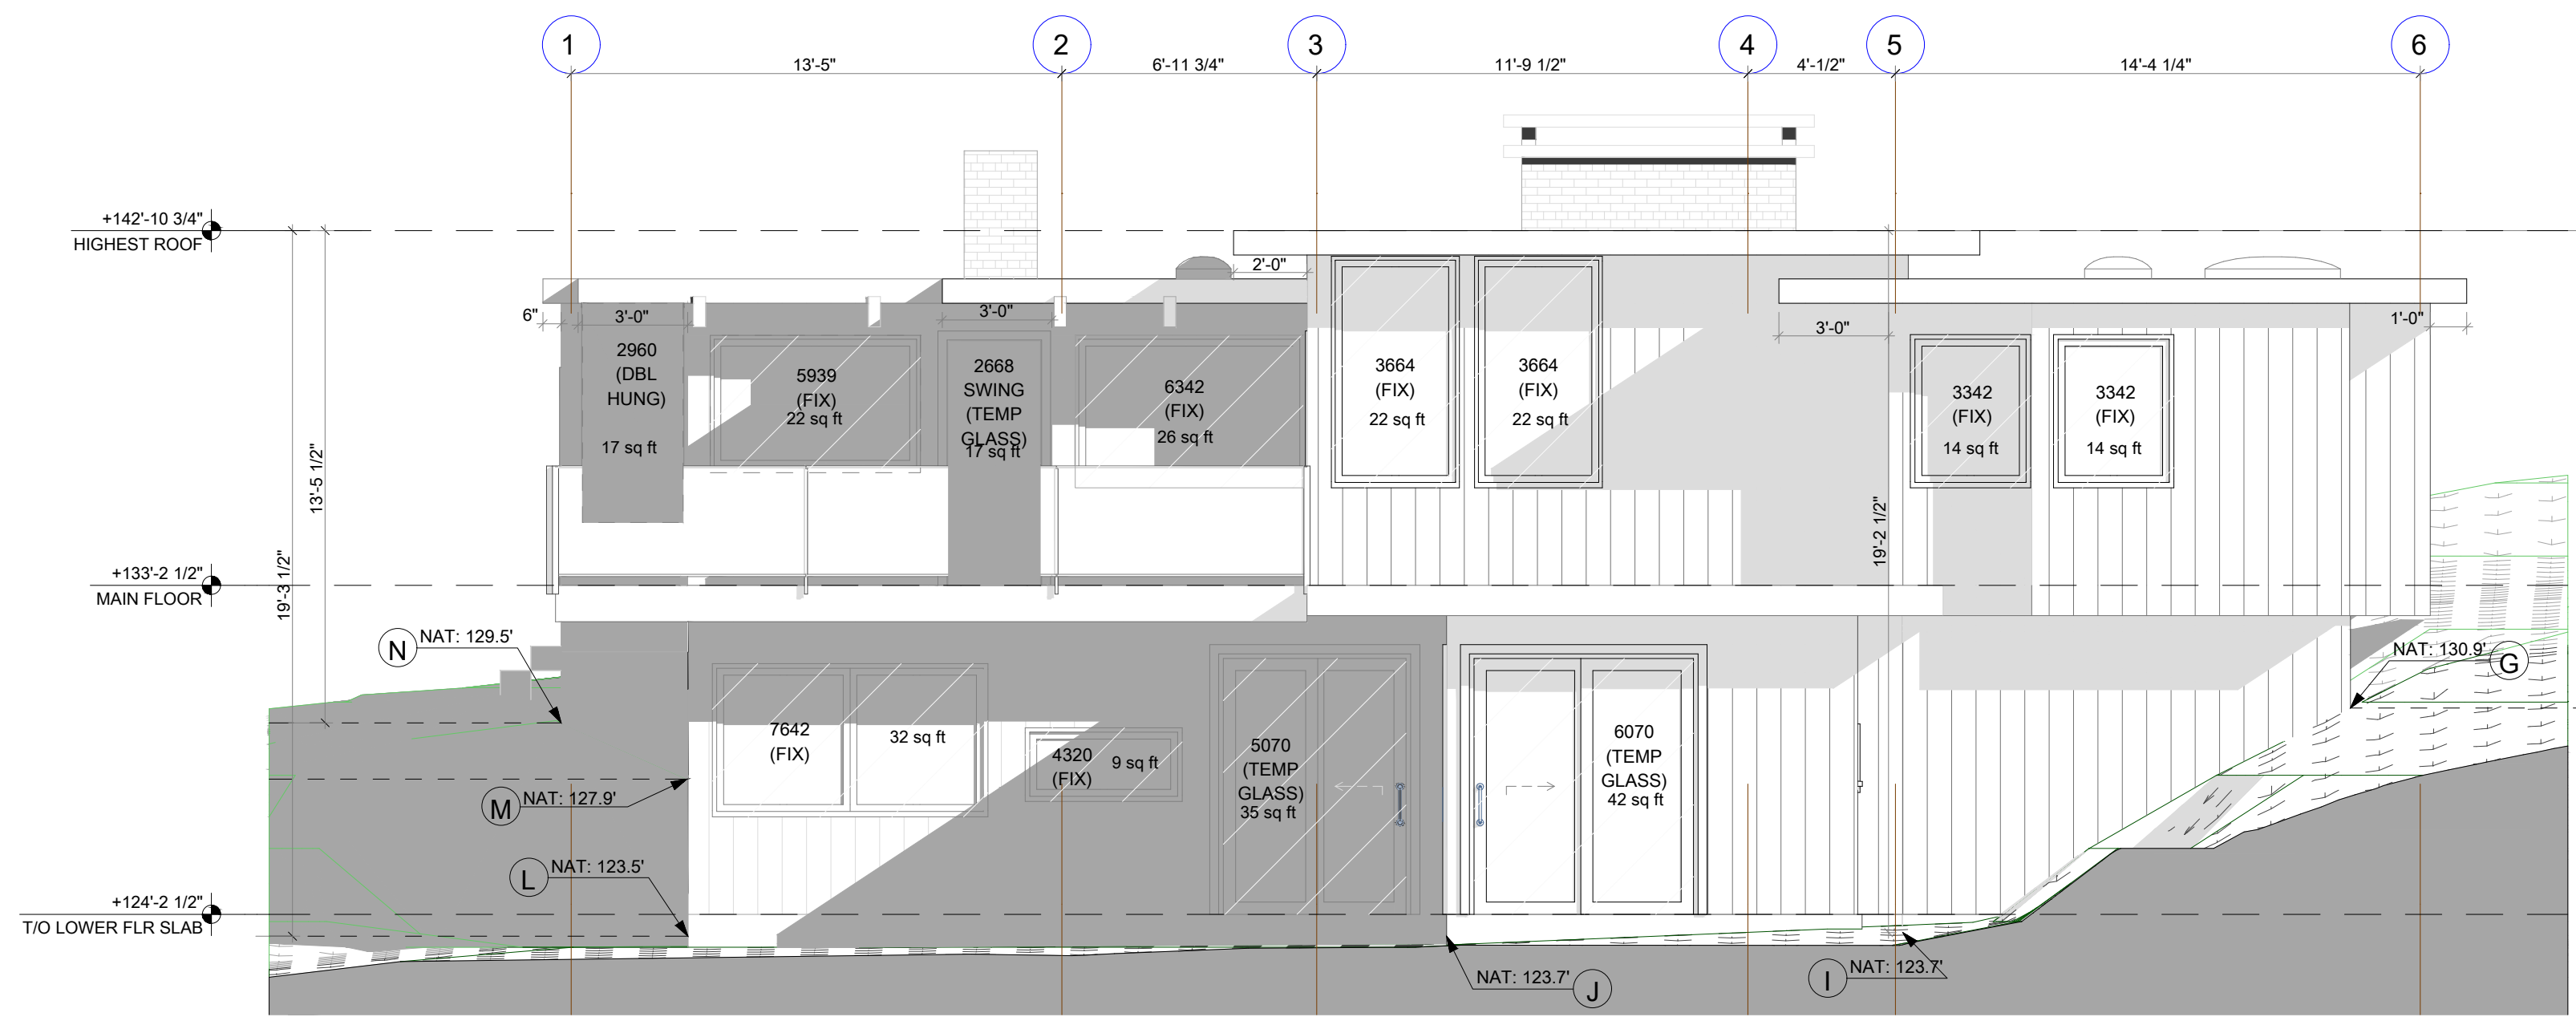 1 2 3 4 5 6
13'-5" 6'-11 3/4" 11'-9 1/2" 4'-1/2" 14'-4 1/4"
+142'-10 3/4"
HIGHEST ROOF
2'-0"
6" 3'-0" 3'-0" 3'-0" 1'-0"
2960
(DBL
HUNG)
17 sq ft
5939
(FIX)
22 sq ft
2668
SWING
(TEMP
GLASS)
17 sq ft
6342
(FIX)
26 sq ft
3664
(FIX)
22 sq ft
3664
(FIX)
22 sq ft
3342
(FIX)
14 sq ft
3342
(FIX)
14 sq ft
13'-5 1/2"
19'-3 1/2"
19'-2 1/2"
+133'-2 1/2"
MAIN FLOOR
N NAT: 129.5'
NAT: 130.9' G
7642
(FIX)
32 sq ft
4320
(FIX)
9 sq ft
5070
(TEMP
GLASS)
35 sq ft
6070
(TEMP
GLASS)
42 sq ft
M NAT: 127.9'
L NAT: 123.5'
+124'-2 1/2"
T/O LOWER FLR SLAB
NAT: 123.7' J
I NAT: 123.7'